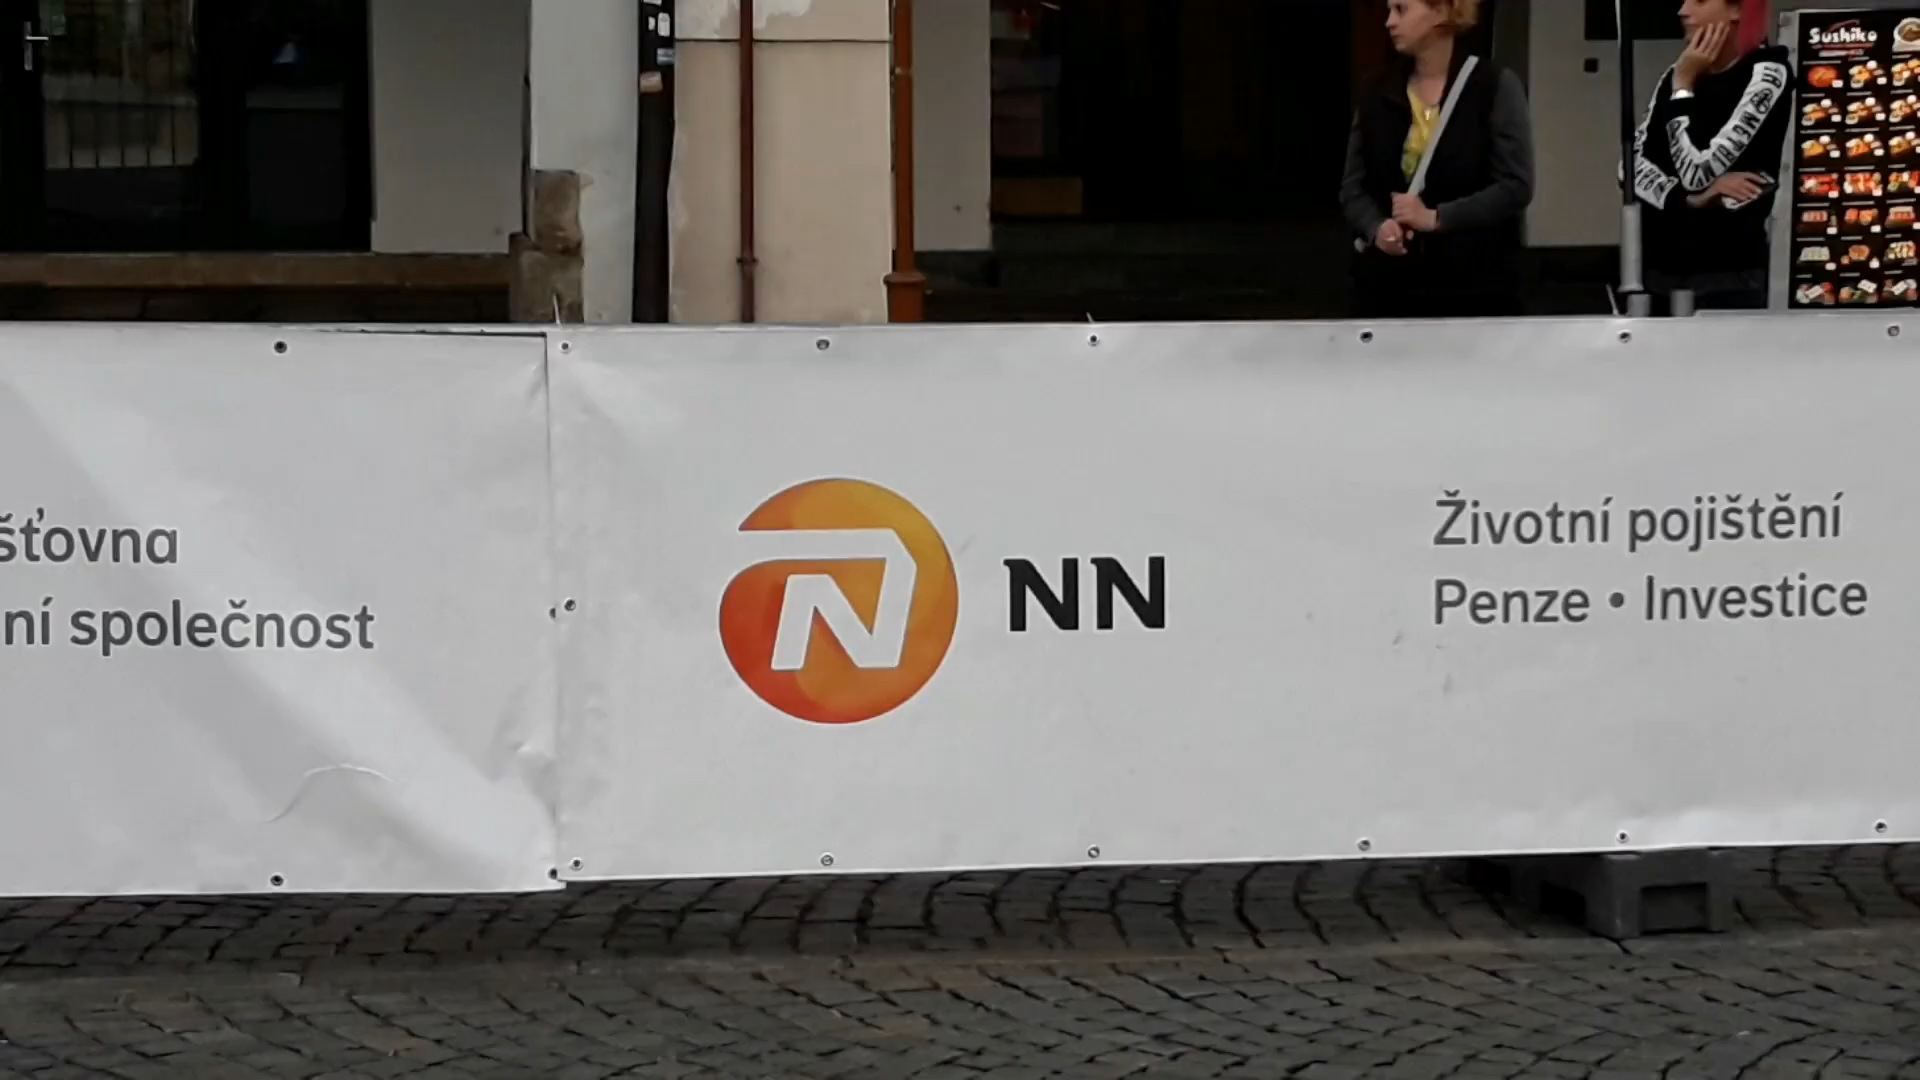 Sushiko
šťovna
ní společnost
NN
Životní pojištění
Penze • Investice